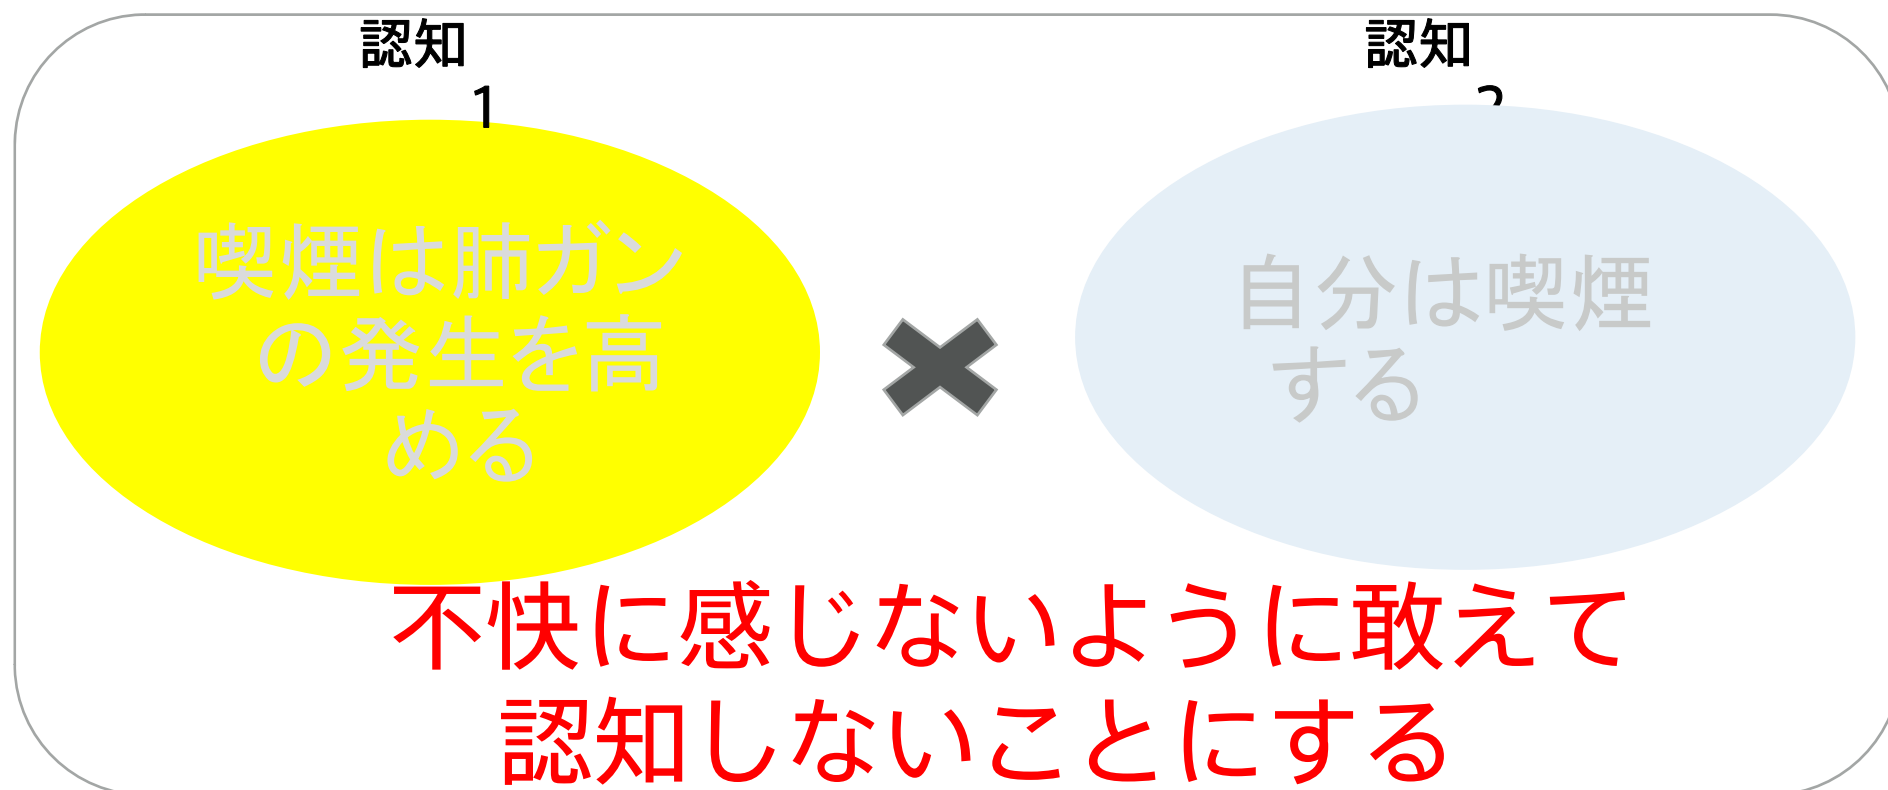 認知
1
認知
2
喫煙は肺ガン
の発生を高
める
自分は喫煙
する
不快に感じないように敢えて
認知しないことにする